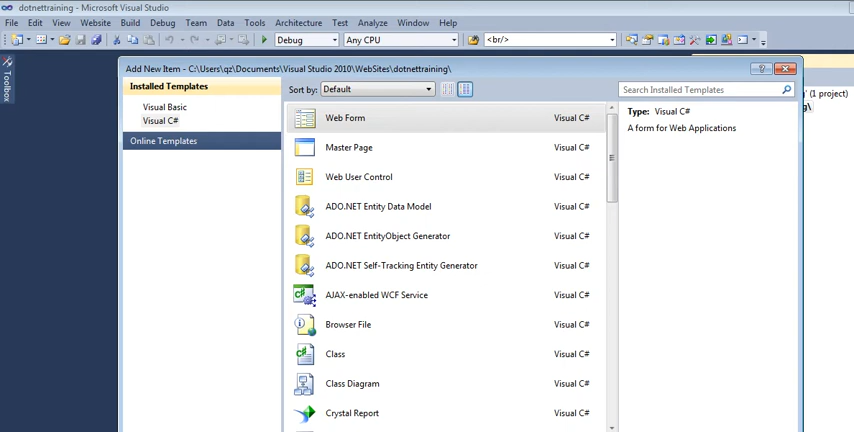 dotnettraining - Microsoft Visual Studio
File Edit View Website Build Debug Team Data Tools Architecture Test Analyze Window Help
Debug Any CPU <br/>
Toolbox
Add New Item - C:\Users\qz\Documents\Visual Studio 2010\WebSites\dotnettraining\
Installed Templates
Visual Basic
Visual C#
Online Templates
Sort by: Default
Search Installed Templates
Web Form Visual C#
Master Page Visual C#
Web User Control Visual C#
ADO.NET Entity Data Model Visual C#
ADO.NET EntityObject Generator Visual C#
ADO.NET Self-Tracking Entity Generator Visual C#
AJAX-enabled WCF Service Visual C#
Browser File Visual C#
Class Visual C#
Class Diagram Visual C#
Crystal Report Visual C#
Type: Visual C#
A form for Web Applications
' (1 project)
g\